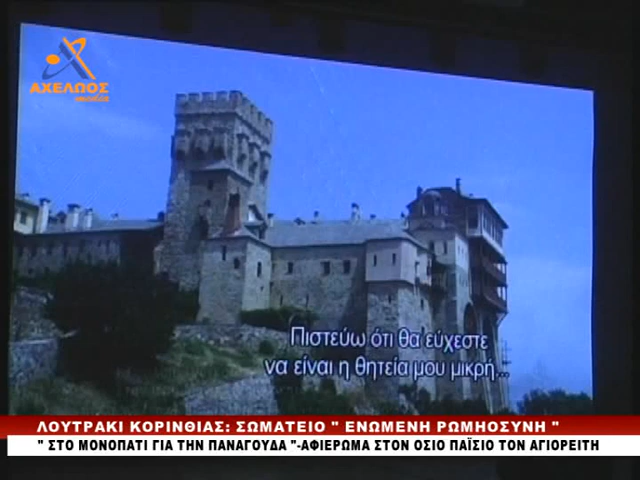 ΑΧΕΛΩΟΣ
Πιστεύω ότι θα εύχεστε
να είναι η θητεία μου μικρή...
ΛΟΥΤΡΑΚΙ ΚΟΡΙΝΘΙΑΣ: ΣΩΜΑΤΕΙΟ " ΕΝΩΜΕΝΗ ΡΩΜΗΟΣΥΝΗ "
" ΣΤΟ ΜΟΝΟΠΑΤΙ ΓΙΑ ΤΗΝ ΠΑΝΑΓΟΥΔΑ "-ΑΦΙΕΡΩΜΑ ΣΤΟΝ ΟΣΙΟ ΠΑΪΣΙΟ ΤΟΝ ΑΓΙΟΡΕΙΤΗ